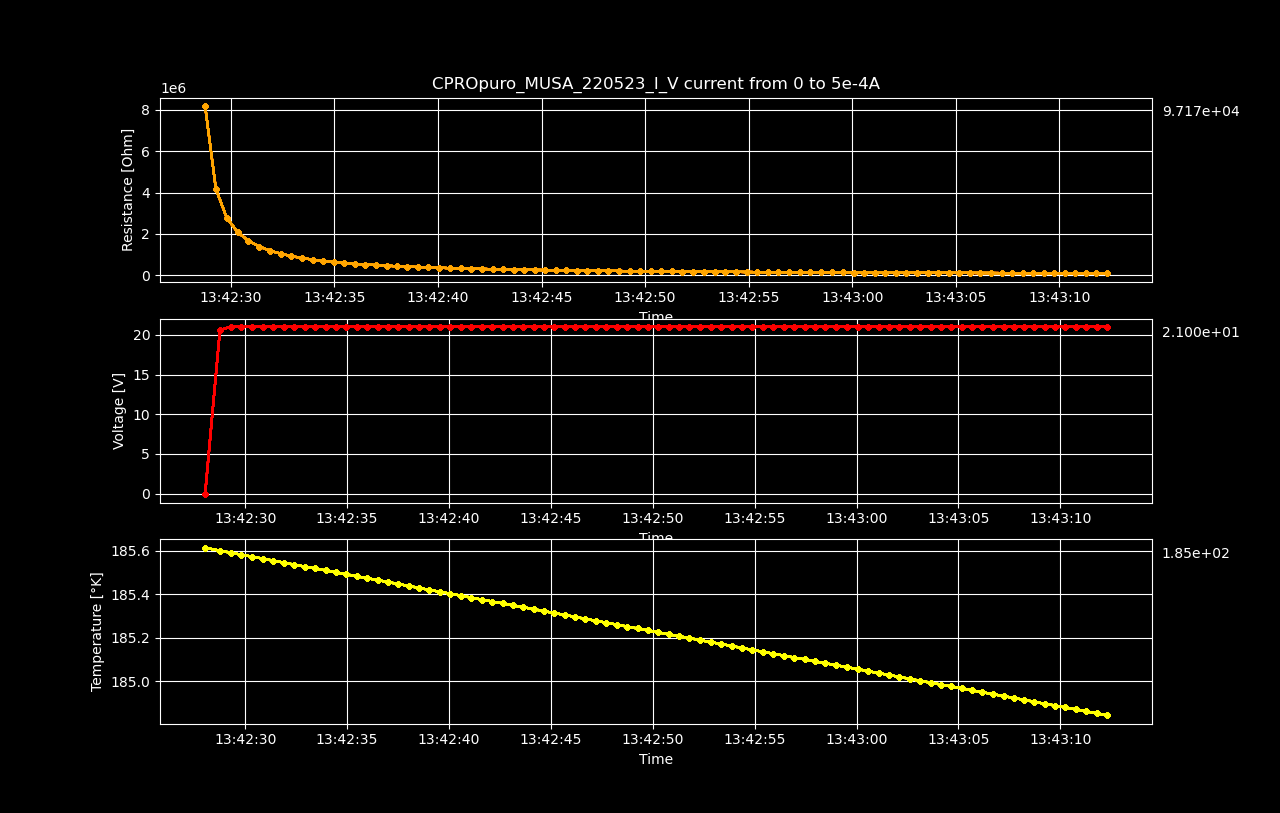 CPROpuro_MUSA_220523_I_V current from 0 to 5e-4A
1e6
9.717e+04
Resistance [Ohm]
8
6
4
2
0
13:42:30 13:42:35 13:42:40 13:42:45 13:42:50 13:42:55 13:43:00 13:43:05 13:43:10
Time
2.100e+01
Voltage [V]
20
15
10
5
0
13:42:30 13:42:35 13:42:40 13:42:45 13:42:50 13:42:55 13:43:00 13:43:05 13:43:10
Time
1.85e+02
Temperature [°K]
185.6
185.4
185.2
185.0
13:42:30 13:42:35 13:42:40 13:42:45 13:42:50 13:42:55 13:43:00 13:43:05 13:43:10
Time